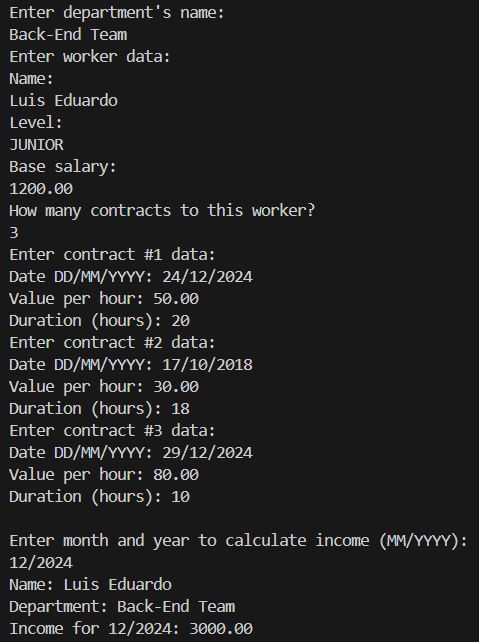 Enter department's name:
Back-End Team
Enter worker data:
Name:
Luis Eduardo
Level:
JUNIOR
Base salary:
1200.00
How many contracts to this worker?
3
Enter contract #1 data:
Date DD/MM/YYYY: 24/12/2024
Value per hour: 50.00
Duration (hours): 20
Enter contract #2 data:
Date DD/MM/YYYY: 17/10/2018
Value per hour: 30.00
Duration (hours): 18
Enter contract #3 data:
Date DD/MM/YYYY: 29/12/2024
Value per hour: 80.00
Duration (hours): 10
Enter month and year to calculate income (MM/YYYY):
12/2024
Name: Luis Eduardo
Department: Back-End Team
Income for 12/2024: 3000.00